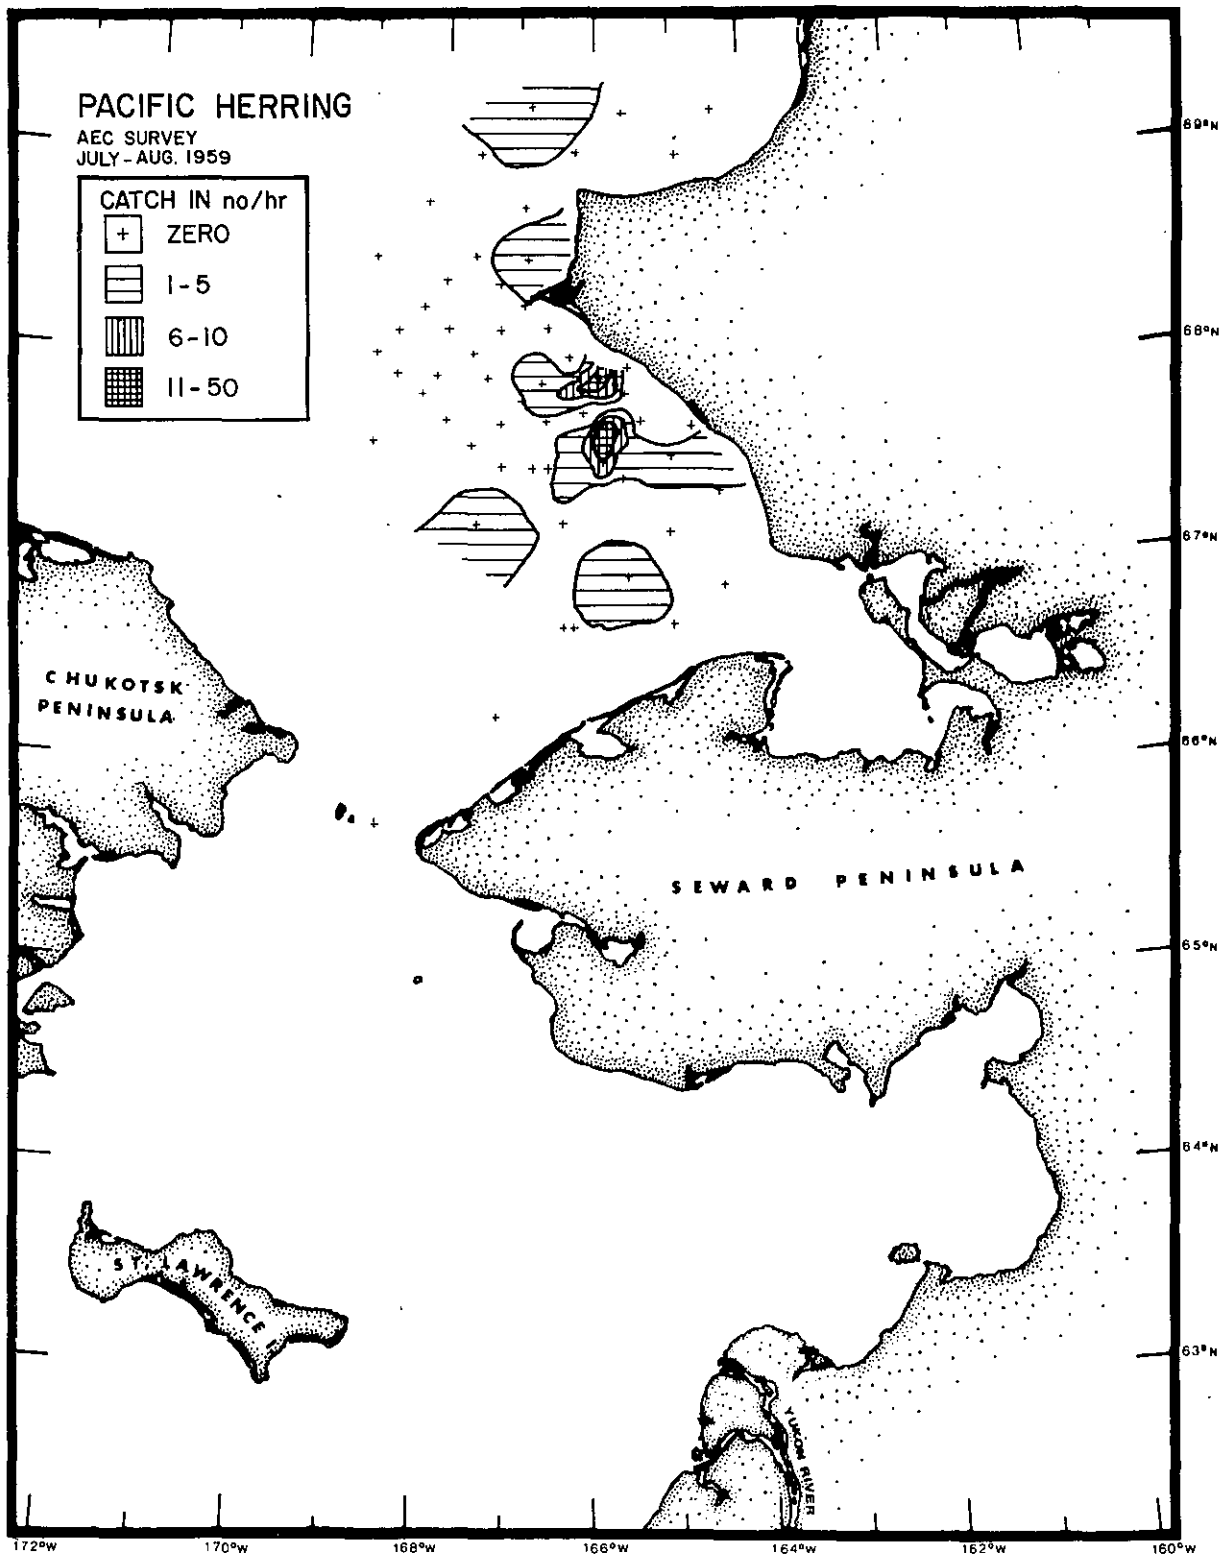 PACIFIC HERRING
AEC SURVEY
JULY-AUG. 1959
CATCH IN no/hr
+ ZERO
1-5
6-10
11-50
69°N
68°N
67°N
CHUKOTSK
PENINSULA
66°N
SEWARD PENINSULA
65°N
64°N
ST. LAWRENCE I.
63°N
YUKON RIVER
172°W 170°W 168°W 166°W 164°W 162°W 160°W